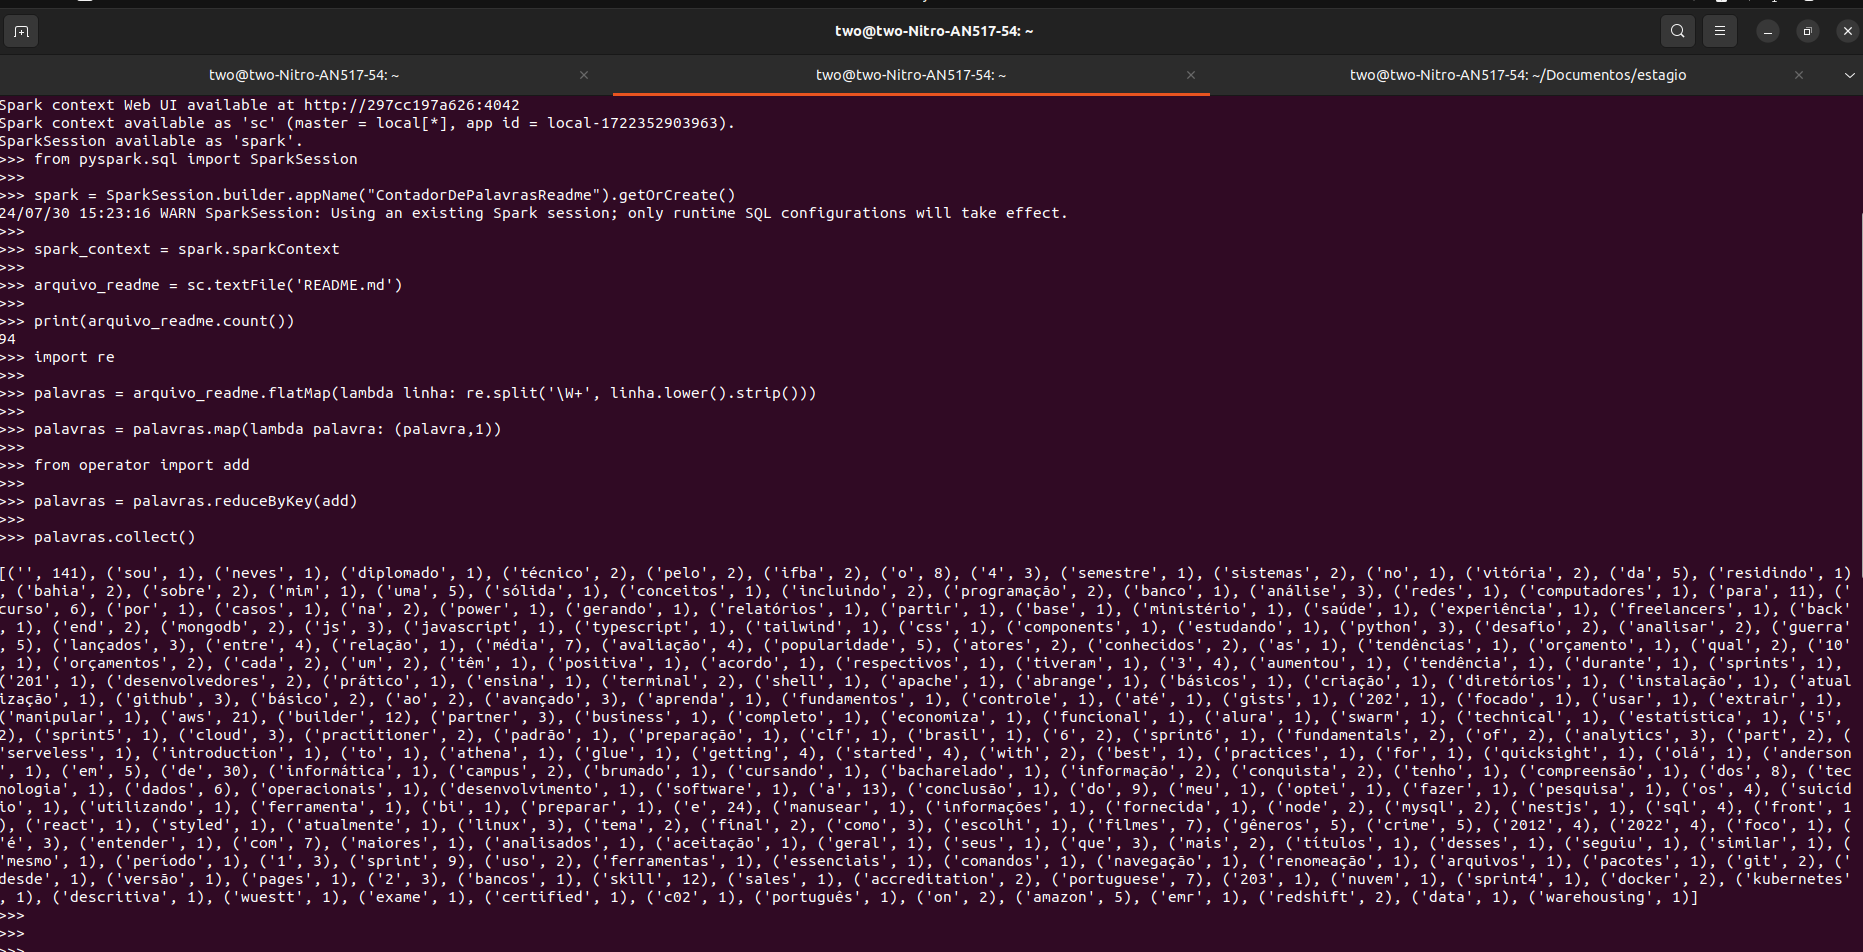 two@two-Nitro-AN517-54: ~
two@two-Nitro-AN517-54: ~
two@two-Nitro-AN517-54: ~
two@two-Nitro-AN517-54: ~/Documentos/estagio
Spark context Web UI available at http://297cc197a626:4042
Spark context available as 'sc' (master = local[*], app id = local-1722352903963).
SparkSession available as 'spark'.
>>> from pyspark.sql import SparkSession
>>>
>>> spark = SparkSession.builder.appName("ContadorDePalavrasReadme").getOrCreate()
24/07/30 15:23:16 WARN SparkSession: Using an existing Spark session; only runtime SQL configurations will take effect.
>>>
>>> spark_context = spark.sparkContext
>>>
>>> arquivo_readme = sc.textFile('README.md')
>>>
>>> print(arquivo_readme.count())
94
>>> import re
>>>
>>> palavras = arquivo_readme.flatMap(lambda linha: re.split('\W+', linha.lower().strip()))
>>>
>>> palavras = palavras.map(lambda palavra: (palavra,1))
>>>
>>> from operator import add
>>>
>>> palavras = palavras.reduceByKey(add)
>>>
>>> palavras.collect()
[('', 141), ('sou', 1), ('neves', 1), ('diplomado', 1), ('técnico', 2), ('pelo', 2), ('ifba', 2), ('o', 8), ('4', 3), ('semestre', 1), ('sistemas', 2), ('no', 1), ('vitória', 2), ('da', 5), ('residindo', 1)
, ('bahia', 2), ('sobre', 2), ('mim', 1), ('uma', 5), ('sólida', 1), ('conceitos', 1), ('incluindo', 2), ('programação', 2), ('banco', 1), ('análise', 3), ('redes', 1), ('computadores', 1), ('para', 11), ('
curso', 6), ('por', 1), ('casos', 1), ('na', 2), ('power', 1), ('gerando', 1), ('relatórios', 1), ('partir', 1), ('base', 1), ('ministério', 1), ('saúde', 1), ('experiência', 1), ('freelancers', 1), ('back'
, 1), ('end', 2), ('mongodb', 2), ('js', 3), ('javascript', 1), ('typescript', 1), ('tailwind', 1), ('css', 1), ('components', 1), ('estudando', 1), ('python', 3), ('desafio', 2), ('analisar', 2), ('guerra'
, 5), ('lançados', 3), ('entre', 4), ('relação', 1), ('média', 7), ('avaliação', 4), ('popularidade', 5), ('atores', 2), ('conhecidos', 2), ('as', 1), ('tendências', 1), ('orçamento', 1), ('qual', 2), ('10'
, 1), ('orçamentos', 2), ('cada', 2), ('um', 2), ('têm', 1), ('positiva', 1), ('acordo', 1), ('respectivos', 1), ('tiveram', 1), ('3', 4), ('aumentou', 1), ('tendência', 1), ('durante', 1), ('sprints', 1),
('201', 1), ('desenvolvedores', 2), ('prático', 1), ('ensina', 1), ('terminal', 2), ('shell', 1), ('apache', 1), ('abrange', 1), ('básicos', 1), ('criação', 1), ('diretórios', 1), ('instalação', 1), ('atual
ização', 1), ('github', 3), ('básico', 2), ('ao', 2), ('avançado', 3), ('aprenda', 1), ('fundamentos', 1), ('controle', 1), ('até', 1), ('gists', 1), ('202', 1), ('focado', 1), ('usar', 1), ('extrair', 1),
('manipular', 1), ('aws', 21), ('builder', 12), ('partner', 3), ('business', 1), ('completo', 1), ('economiza', 1), ('funcional', 1), ('alura', 1), ('swarm', 1), ('technical', 1), ('estatística', 1), ('5',
2), ('sprint5', 1), ('cloud', 3), ('practitioner', 2), ('padrão', 1), ('preparação', 1), ('clf', 1), ('brasil', 1), ('6', 2), ('sprint6', 1), ('fundamentals', 2), ('of', 2), ('analytics', 3), ('part', 2), (
'serveless', 1), ('introduction', 1), ('to', 1), ('athena', 1), ('glue', 1), ('getting', 4), ('started', 4), ('with', 2), ('best', 1), ('practices', 1), ('for', 1), ('quicksight', 1), ('olá', 1), ('anderson
', 1), ('em', 5), ('de', 30), ('informática', 1), ('campus', 2), ('brumado', 1), ('cursando', 1), ('bacharelado', 1), ('informação', 2), ('conquista', 2), ('tenho', 1), ('compreensão', 1), ('dos', 8), ('tec
nologia', 1), ('dados', 6), ('operacionais', 1), ('desenvolvimento', 1), ('software', 1), ('a', 13), ('conclusão', 1), ('do', 9), ('meu', 1), ('optei', 1), ('fazer', 1), ('pesquisa', 1), ('os', 4), ('suicíd
io', 1), ('utilizando', 1), ('ferramenta', 1), ('bi', 1), ('preparar', 1), ('e', 24), ('manusear', 1), ('informações', 1), ('fornecida', 1), ('node', 2), ('mysql', 2), ('nestjs', 1), ('sql', 4), ('front', 1
), ('react', 1), ('styled', 1), ('atualmente', 1), ('linux', 3), ('tema', 2), ('final', 2), ('como', 3), ('escolhi', 1), ('filmes', 7), ('gêneros', 5), ('crime', 5), ('2012', 4), ('2022', 4), ('foco', 1), (
'é', 3), ('entender', 1), ('com', 7), ('maiores', 1), ('analisados', 1), ('aceitação', 1), ('geral', 1), ('seus', 1), ('que', 3), ('mais', 2), ('títulos', 1), ('desses', 1), ('seguiu', 1), ('similar', 1), (
'mesmo', 1), ('período', 1), ('1', 3), ('sprint', 9), ('uso', 2), ('ferramentas', 1), ('essenciais', 1), ('comandos', 1), ('navegação', 1), ('renomeação', 1), ('arquivos', 1), ('pacotes', 1), ('git', 2), ('
desde', 1), ('versão', 1), ('pages', 1), ('2', 3), ('bancos', 1), ('skill', 12), ('sales', 1), ('accreditation', 2), ('portuguese', 7), ('203', 1), ('nuvem', 1), ('sprint4', 1), ('docker', 2), ('kubernetes'
, 1), ('descritiva', 1), ('wuestt', 1), ('exame', 1), ('certified', 1), ('c02', 1), ('português', 1), ('on', 2), ('amazon', 5), ('emr', 1), ('redshift', 2), ('data', 1), ('warehousing', 1)]
>>>
>>>
>>>